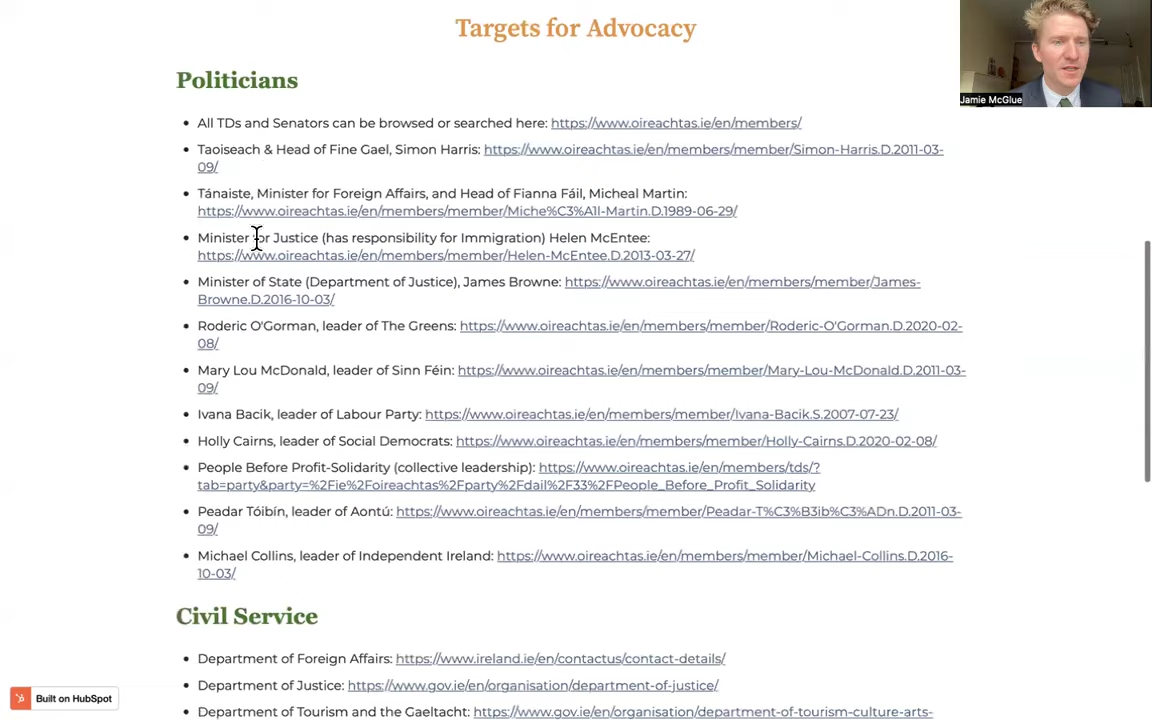 Targets for Advocacy
Jamie McGlue
Politicians
All TDs and Senators can be browsed or searched here: https://www.oireachtas.ie/en/members/
Taoiseach & Head of Fine Gael, Simon Harris: https://www.oireachtas.ie/en/members/member/Simon-Harris.D.2011-03-
09/
Tánaiste, Minister for Foreign Affairs, and Head of Fianna Fáil, Micheal Martin:
https://www.oireachtas.ie/en/members/member/Miche%C3%A1l-Martin.D.1989-06-29/
Minister for Justice (has responsibility for Immigration) Helen McEntee:
https://www.oireachtas.ie/en/members/member/Helen-McEntee.D.2013-03-27/
Minister of State (Department of Justice), James Browne: https://www.oireachtas.ie/en/members/member/James-
Browne.D.2016-10-03/
Roderic O'Gorman, leader of The Greens: https://www.oireachtas.ie/en/members/member/Roderic-O'Gorman.D.2020-02-
08/
Mary Lou McDonald, leader of Sinn Féin: https://www.oireachtas.ie/en/members/member/Mary-Lou-McDonald.D.2011-03-
09/
Ivana Bacik, leader of Labour Party: https://www.oireachtas.ie/en/members/member/Ivana-Bacik.S.2007-07-23/
Holly Cairns, leader of Social Democrats: https://www.oireachtas.ie/en/members/member/Holly-Cairns.D.2020-02-08/
People Before Profit-Solidarity (collective leadership): https://www.oireachtas.ie/en/members/tds/?
tab=party&party=%2Fie%2Foireachtas%2Fparty%2Fdail%2F33%2FPeople_Before_Profit_Solidarity
Peadar Tóibín, leader of Aontú: https://www.oireachtas.ie/en/members/member/Peadar-T%C3%B3ib%C3%ADn.D.2011-03-
09/
Michael Collins, leader of Independent Ireland: https://www.oireachtas.ie/en/members/member/Michael-Collins.D.2016-
10-03/
Civil Service
Department of Foreign Affairs: https://www.ireland.ie/en/contactus/contact-details/
Department of Justice: https://www.gov.ie/en/organisation/department-of-justice/
Built on HubSpot
Department of Tourism and the Gaeltacht: https://www.gov.ie/en/organisation/department-of-tourism-culture-arts-